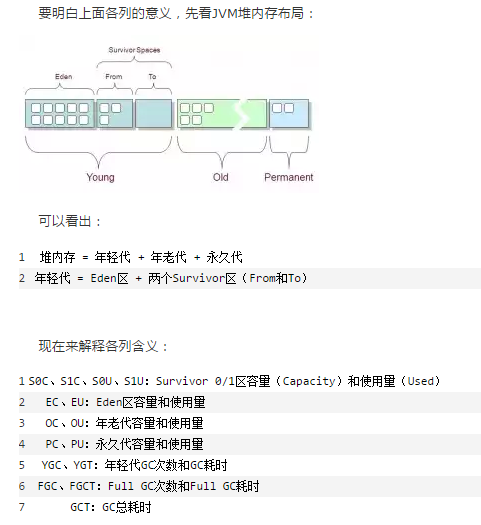 要明白上面各列的意义，先看JVM堆内存布局：
Survivor Spaces
Eden From To
Young Old Permanent
可以看出：
1 堆内存 = 年轻代 + 年老代 + 永久代
2 年轻代 = Eden区 + 两个Survivor区（From和To）
现在来解释各列含义：
1 S0C、S1C、S0U、S1U：Survivor 0/1区容量（Capacity）和使用量（Used）
2 EC、EU：Eden区容量和使用量
3 OC、OU：年老代容量和使用量
4 PC、PU：永久代容量和使用量
5 YGC、YGT：年轻代GC次数和GC耗时
6 FGC、FGCT：Full GC次数和Full GC耗时
7 GCT：GC总耗时